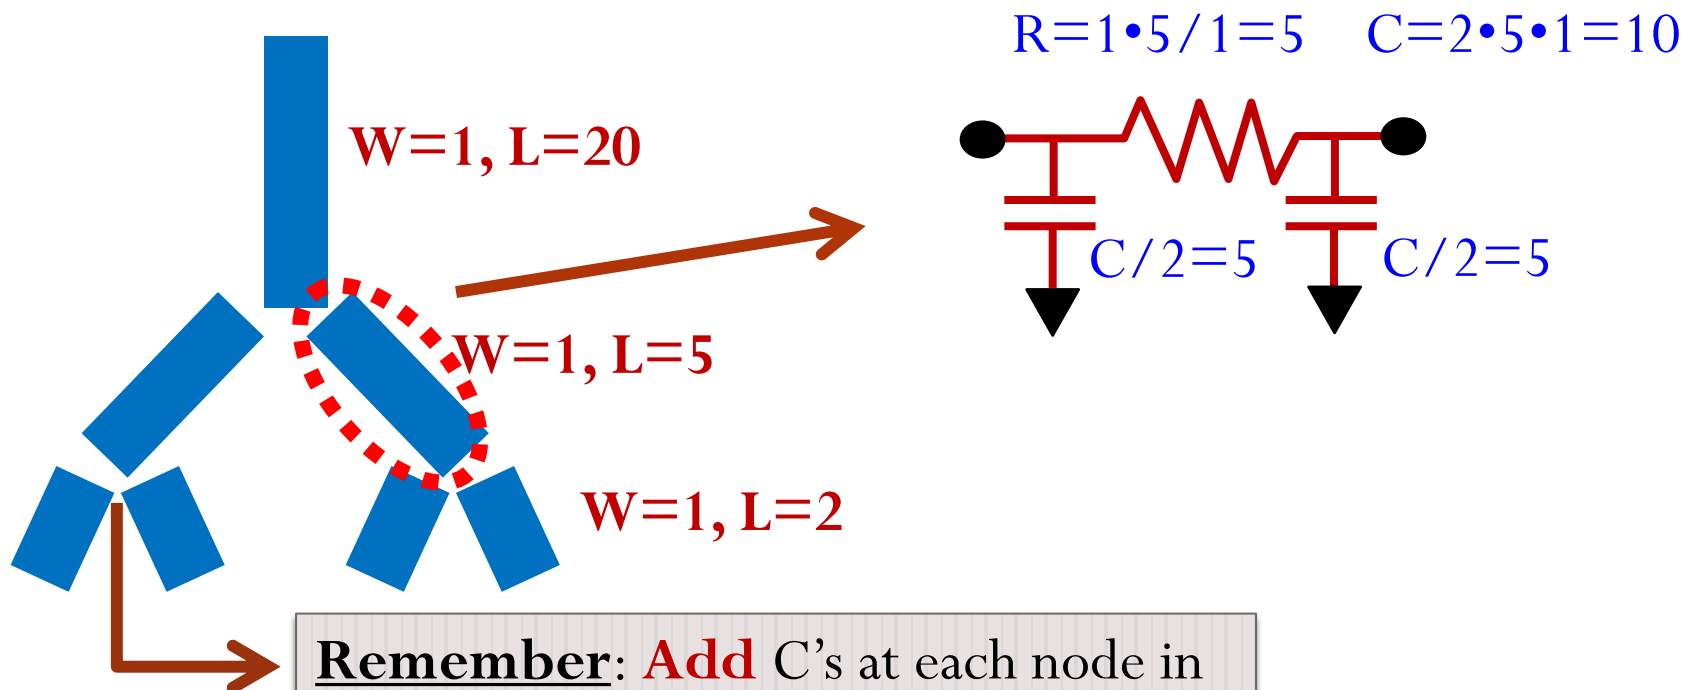 R=1•5/1=5 C=2•5•1=10
W=1, L=20
C/2=5 C/2=5
W=1, L=5
W=1, L=2
Remember: Add C’s at each node in